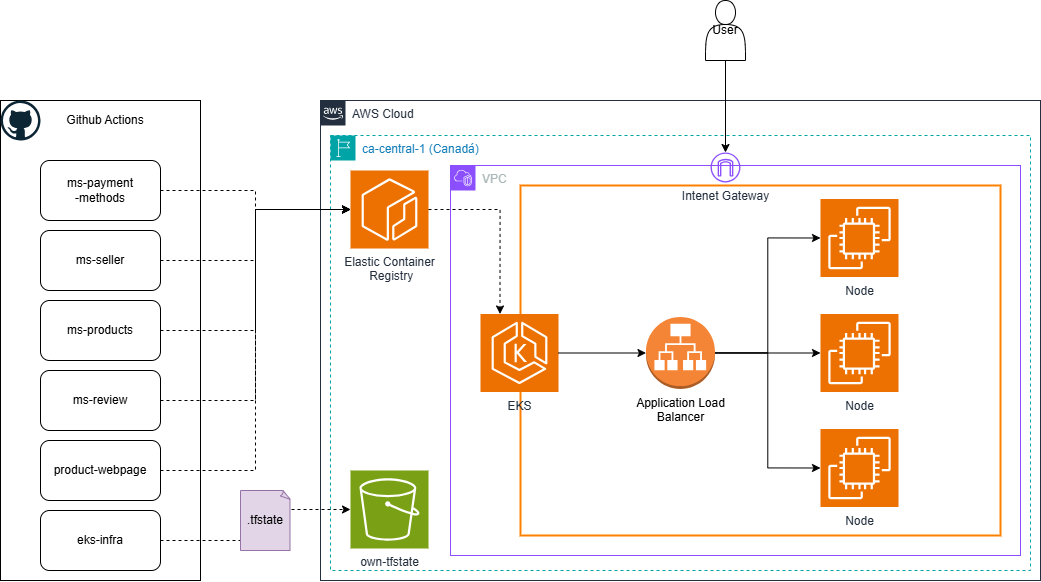 User
Github Actions
aws
AWS Cloud
ca-central-1 (Canadá)
VPC
Intenet Gateway
ms-payment
-methods
ms-seller
ms-products
ms-review
product-webpage
eks-infra
.tfstate
Elastic Container
Registry
K
EKS
Application Load
Balancer
Node
Node
Node
own-tfstate